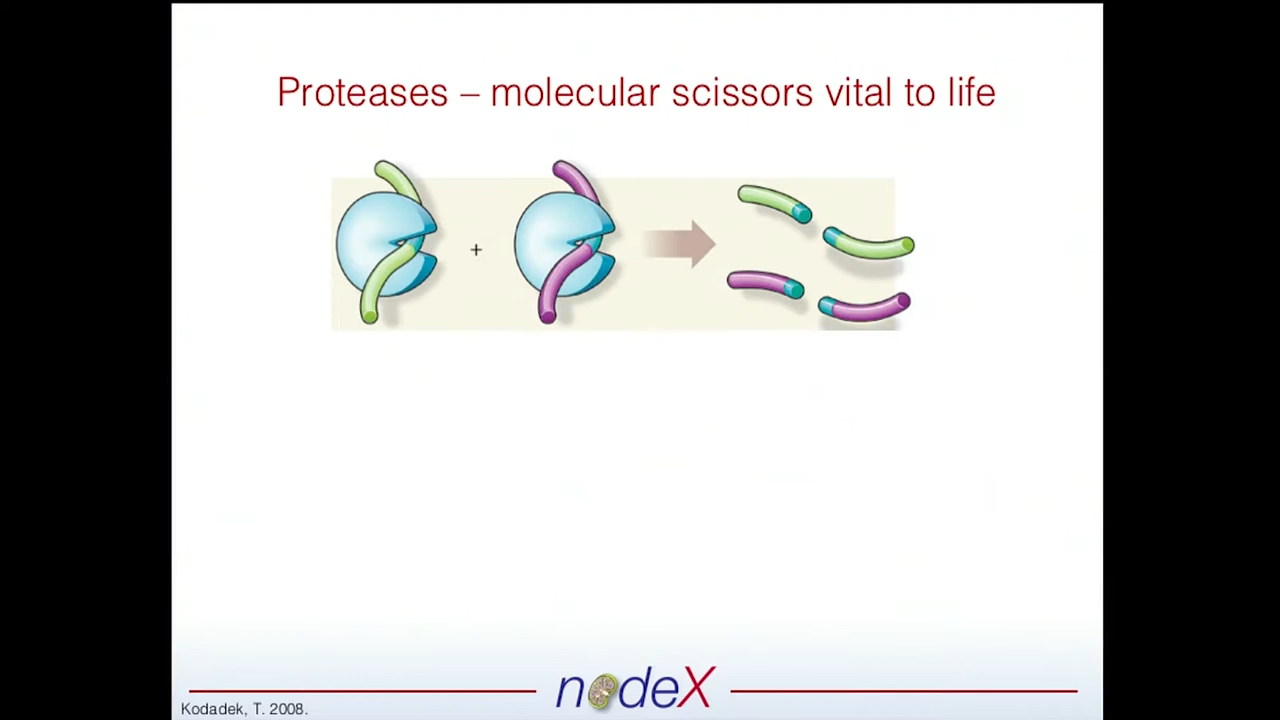 Proteases – molecular scissors vital to life
+
nodeX
Kodadek, T. 2008.